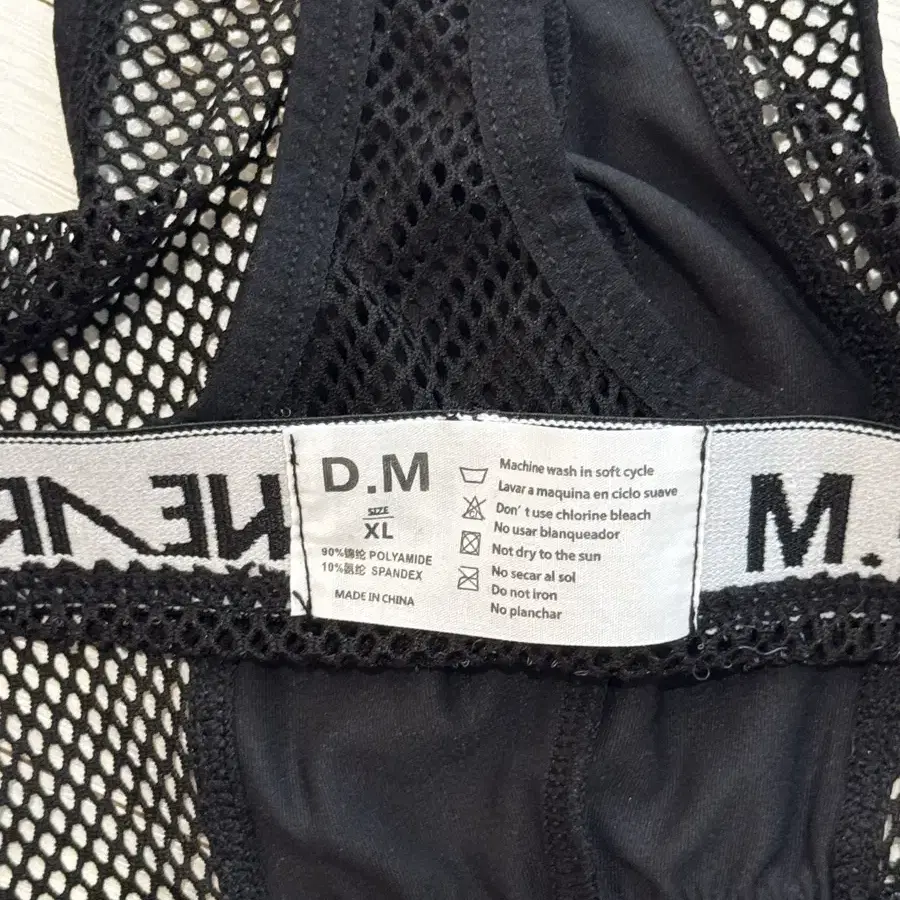 D.M
SIZE
XL
90%锦纶 POLYAMIDE
10%氨纶 SPANDEX
MADE IN CHINA
Machine wash in soft cycle
Lavar a maquina en ciclo suave
Don't use chlorine bleach
No usar blanqueador
Not dry to the sun
No secar al sol
Do not iron
No planchar
.M